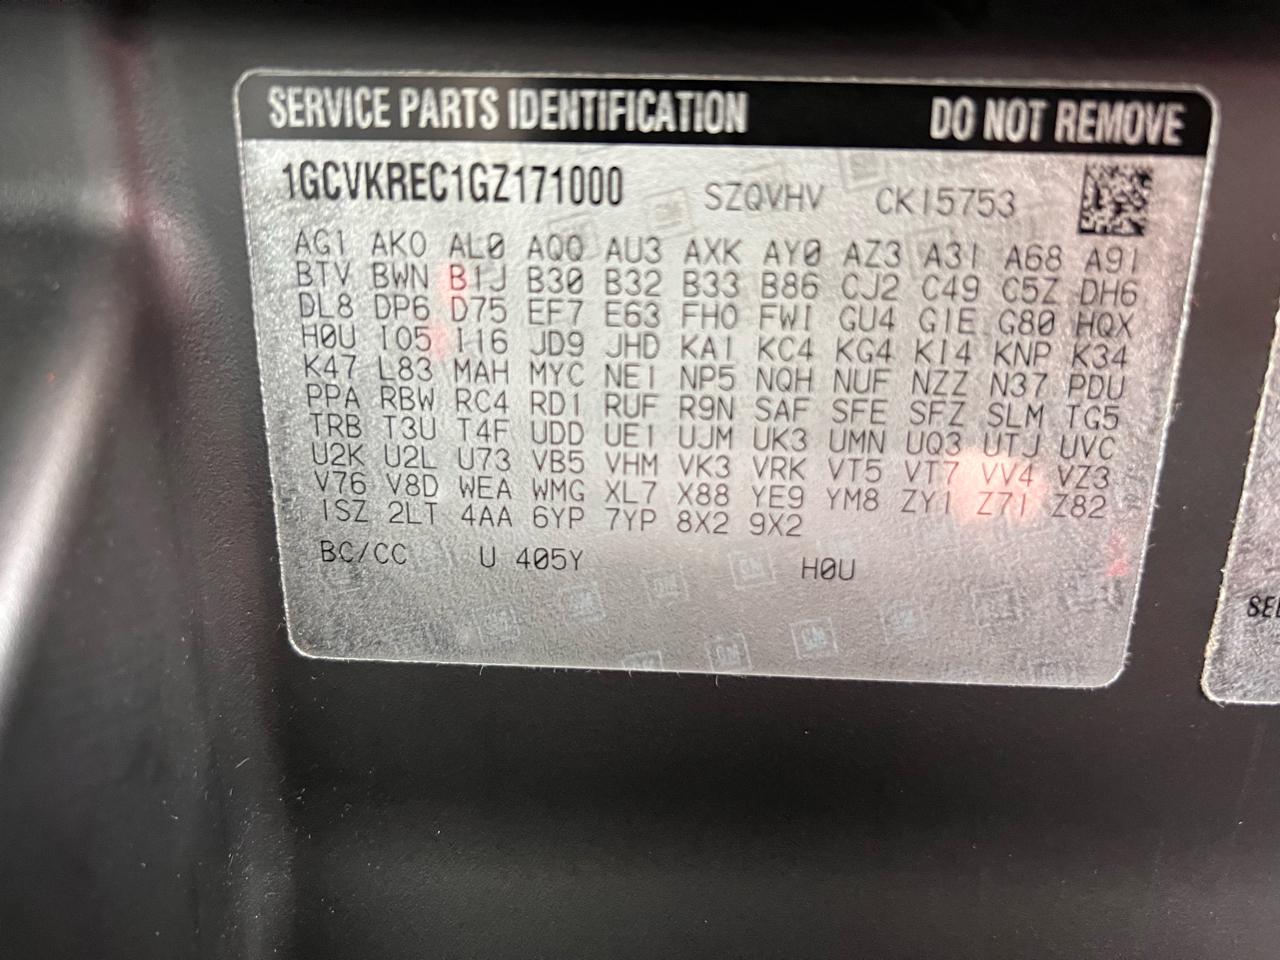 SERVICE PARTS IDENTIFICATION DO NOT REMOVE
1GCVKREC1GZ171000 SZQVHV CK15753
AG1 AKO AL0 AQQ AU3 AXK AY0 AZ3 A31 A68 A91
BTV BWN B1J B30 B32 B33 B86 CJ2 C49 C5Z DH6
DL8 DP6 D75 EF7 E63 FHO FW1 GU4 G1E G80 HQX
H0U IO5 I16 JD9 JHD KA1 KC4 KG4 K14 KNP K34
K47 L83 MAH MYC NE1 NP5 NQH NUF NZZ N37 PDU
PPA RBW RC4 RD1 RUF R9N SAF SFE SFZ SLM TG5
TRB T3U T4F UDD UE1 UJM UK3 UMN UQ3 UTJ UVC
U2K U2L U73 VB5 VHM VK3 VRK VT5 VT7 VV4 VZ3
V76 V8D WEA WMG XL7 X88 YE9 YM8 ZY1 Z71 Z82
1SZ 2LT 4AA 6YP 7YP 8X2 9X2
BC/CC U 405Y H0U